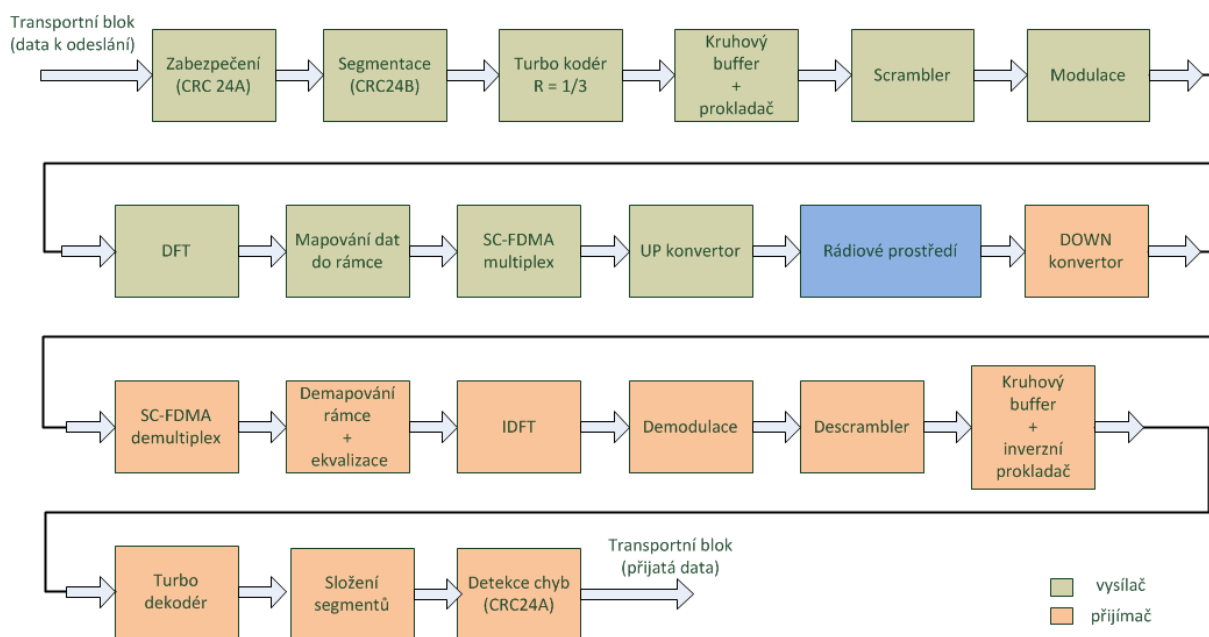 Transportní blok
(data k odeslání)
Zabezpečení
(CRC 24A)
Segmentace
(CRC24B)
Turbo kodér
R = 1/3
Kruhový
buffer
+
prokladač
Scrambler
Modulace
DFT
Mapování dat
do rámce
SC-FDMA
multiplex
UP konvertor
Rádiové prostředí
DOWN
konvertor
SC-FDMA
demultiplex
Demapování
rámce
+
ekvalizace
IDFT
Demodulace
Descrambler
Kruhový
buffer
+
inverzní
prokladač
Turbo
dekodér
Složení
segmentů
Detekce chyb
(CRC24A)
Transportní blok
(přijatá data)
vysílač
přijímač